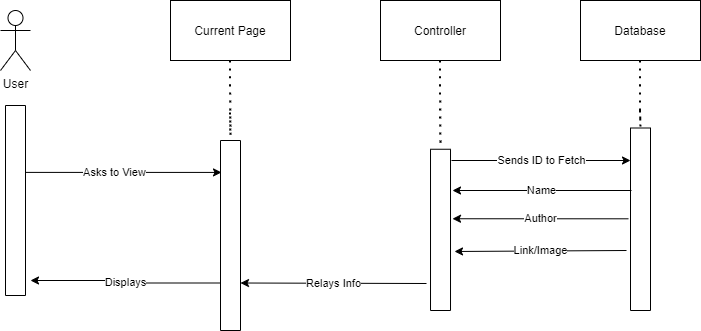 Current Page
Controller
Database
User
Asks to View
Sends ID to Fetch
Name
Author
Link/Image
Displays
Relays Info